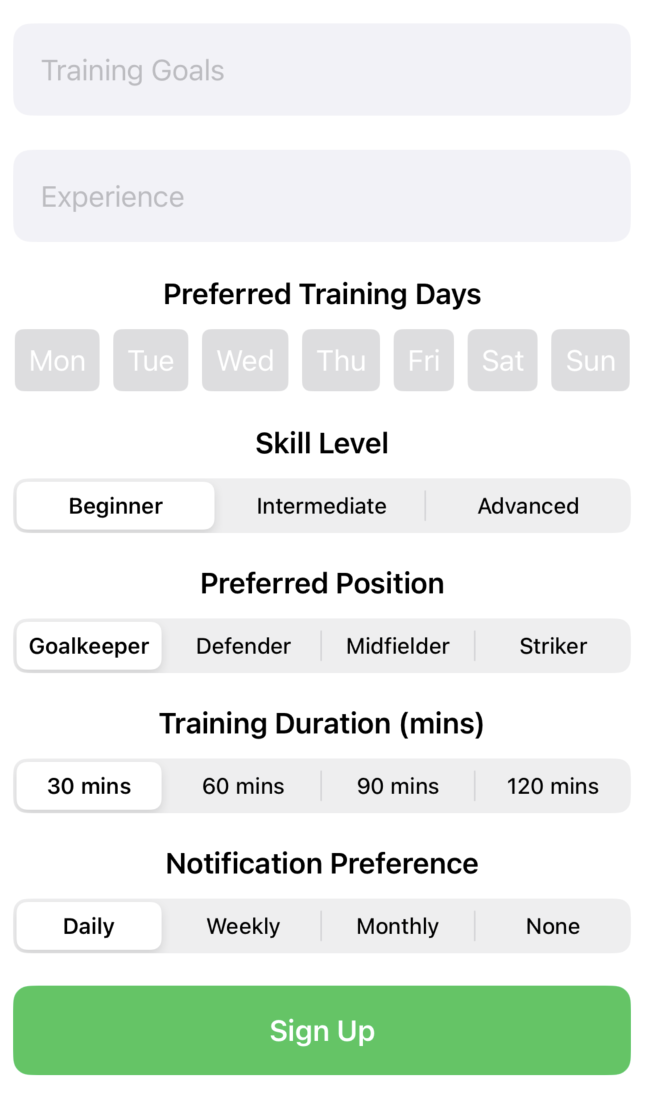 Training Goals
Experience
Preferred Training Days
Mon Tue Wed Thu Fri Sat Sun
Skill Level
Beginner Intermediate Advanced
Preferred Position
Goalkeeper Defender Midfielder Striker
Training Duration (mins)
30 mins 60 mins 90 mins 120 mins
Notification Preference
Daily Weekly Monthly None
Sign Up